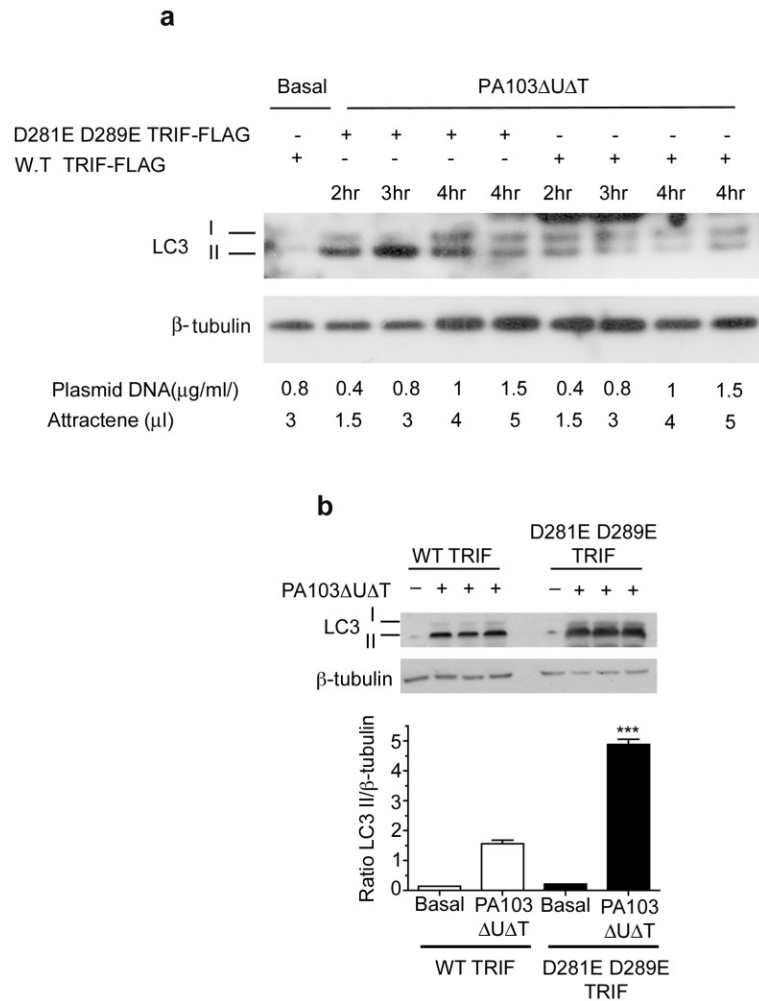 a
Basal PA103ΔUΔT
D281E D289E TRIF-FLAG - + + + + - - - -
W.T TRIF-FLAG + - - - - + + + +
2hr 3hr 4hr 4hr 2hr 3hr 4hr 4hr
I
LC3
II
β-tubulin
Plasmid DNA(μg/ml/) 0.8 0.4 0.8 1 1.5 0.4 0.8 1 1.5
Attractene (μl) 3 1.5 3 4 5 1.5 3 4 5
b
WT TRIF D281E D289E TRIF
PA103ΔUΔT – + + + – + + +
I
LC3
II
β-tubulin
Ratio LC3 II/β-tubulin
5
4
3
2
1
0
***
Basal PA103 ΔUΔT Basal PA103 ΔUΔT
WT TRIF D281E D289E TRIF